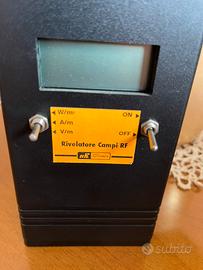 W/m²
ON
A/m
V/m
OFF
Rivelatore Campi RF
subito